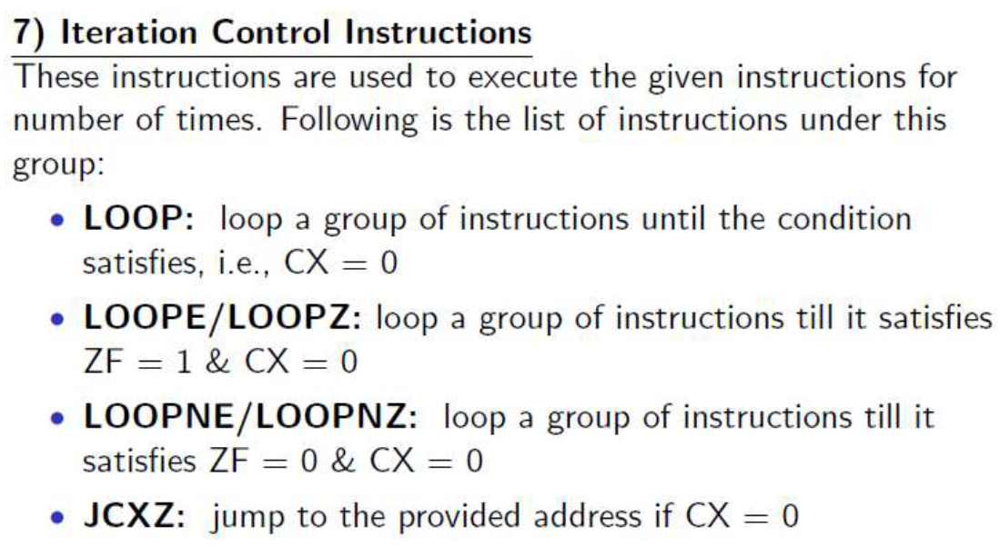 7) Iteration Control Instructions
These instructions are used to execute the given instructions for
number of times. Following is the list of instructions under this
group:
• LOOP: loop a group of instructions until the condition
satisfies, i.e., CX = 0
• LOOPE/LOOPZ: loop a group of instructions till it satisfies
ZF = 1 & CX = 0
• LOOPNE/LOOPNZ: loop a group of instructions till it
satisfies ZF = 0 & CX = 0
• JCXZ: jump to the provided address if CX = 0